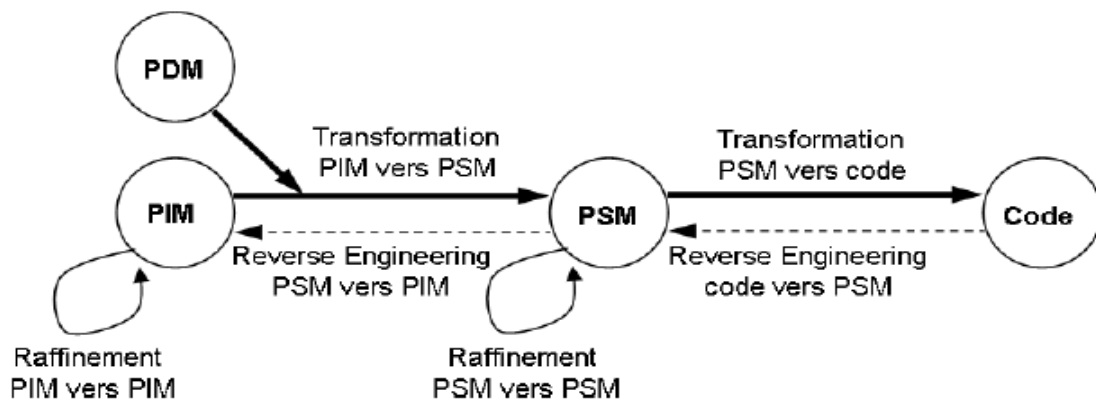 PDM
Transformation
PIM vers PSM
Transformation
PSM vers code
PIM
PSM
Code
Reverse Engineering
PSM vers PIM
Reverse Engineering
code vers PSM
Raffinement
PIM vers PIM
Raffinement
PSM vers PSM